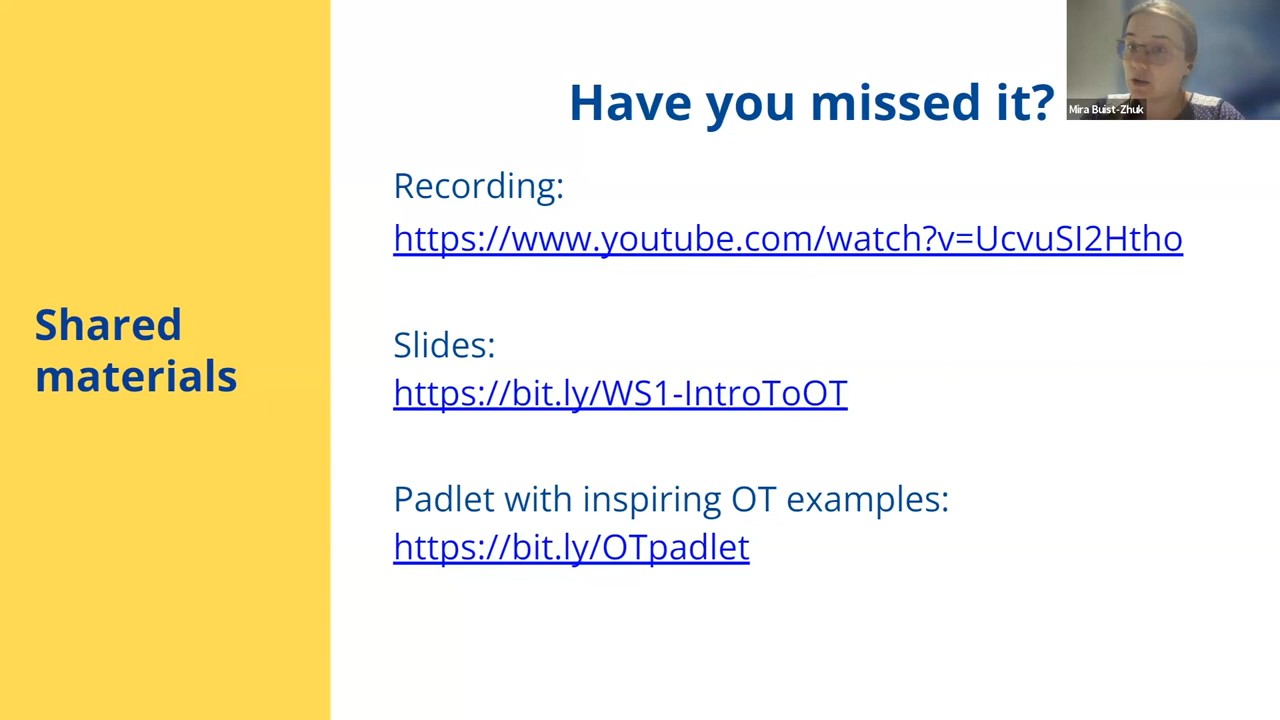 Have you missed it?
Mira Buist-Zhuk
Recording:
https://www.youtube.com/watch?v=UcvuSI2Htho
Shared
materials
Slides:
https://bit.ly/WS1-IntroToOT
Padlet with inspiring OT examples:
https://bit.ly/OTpadlet